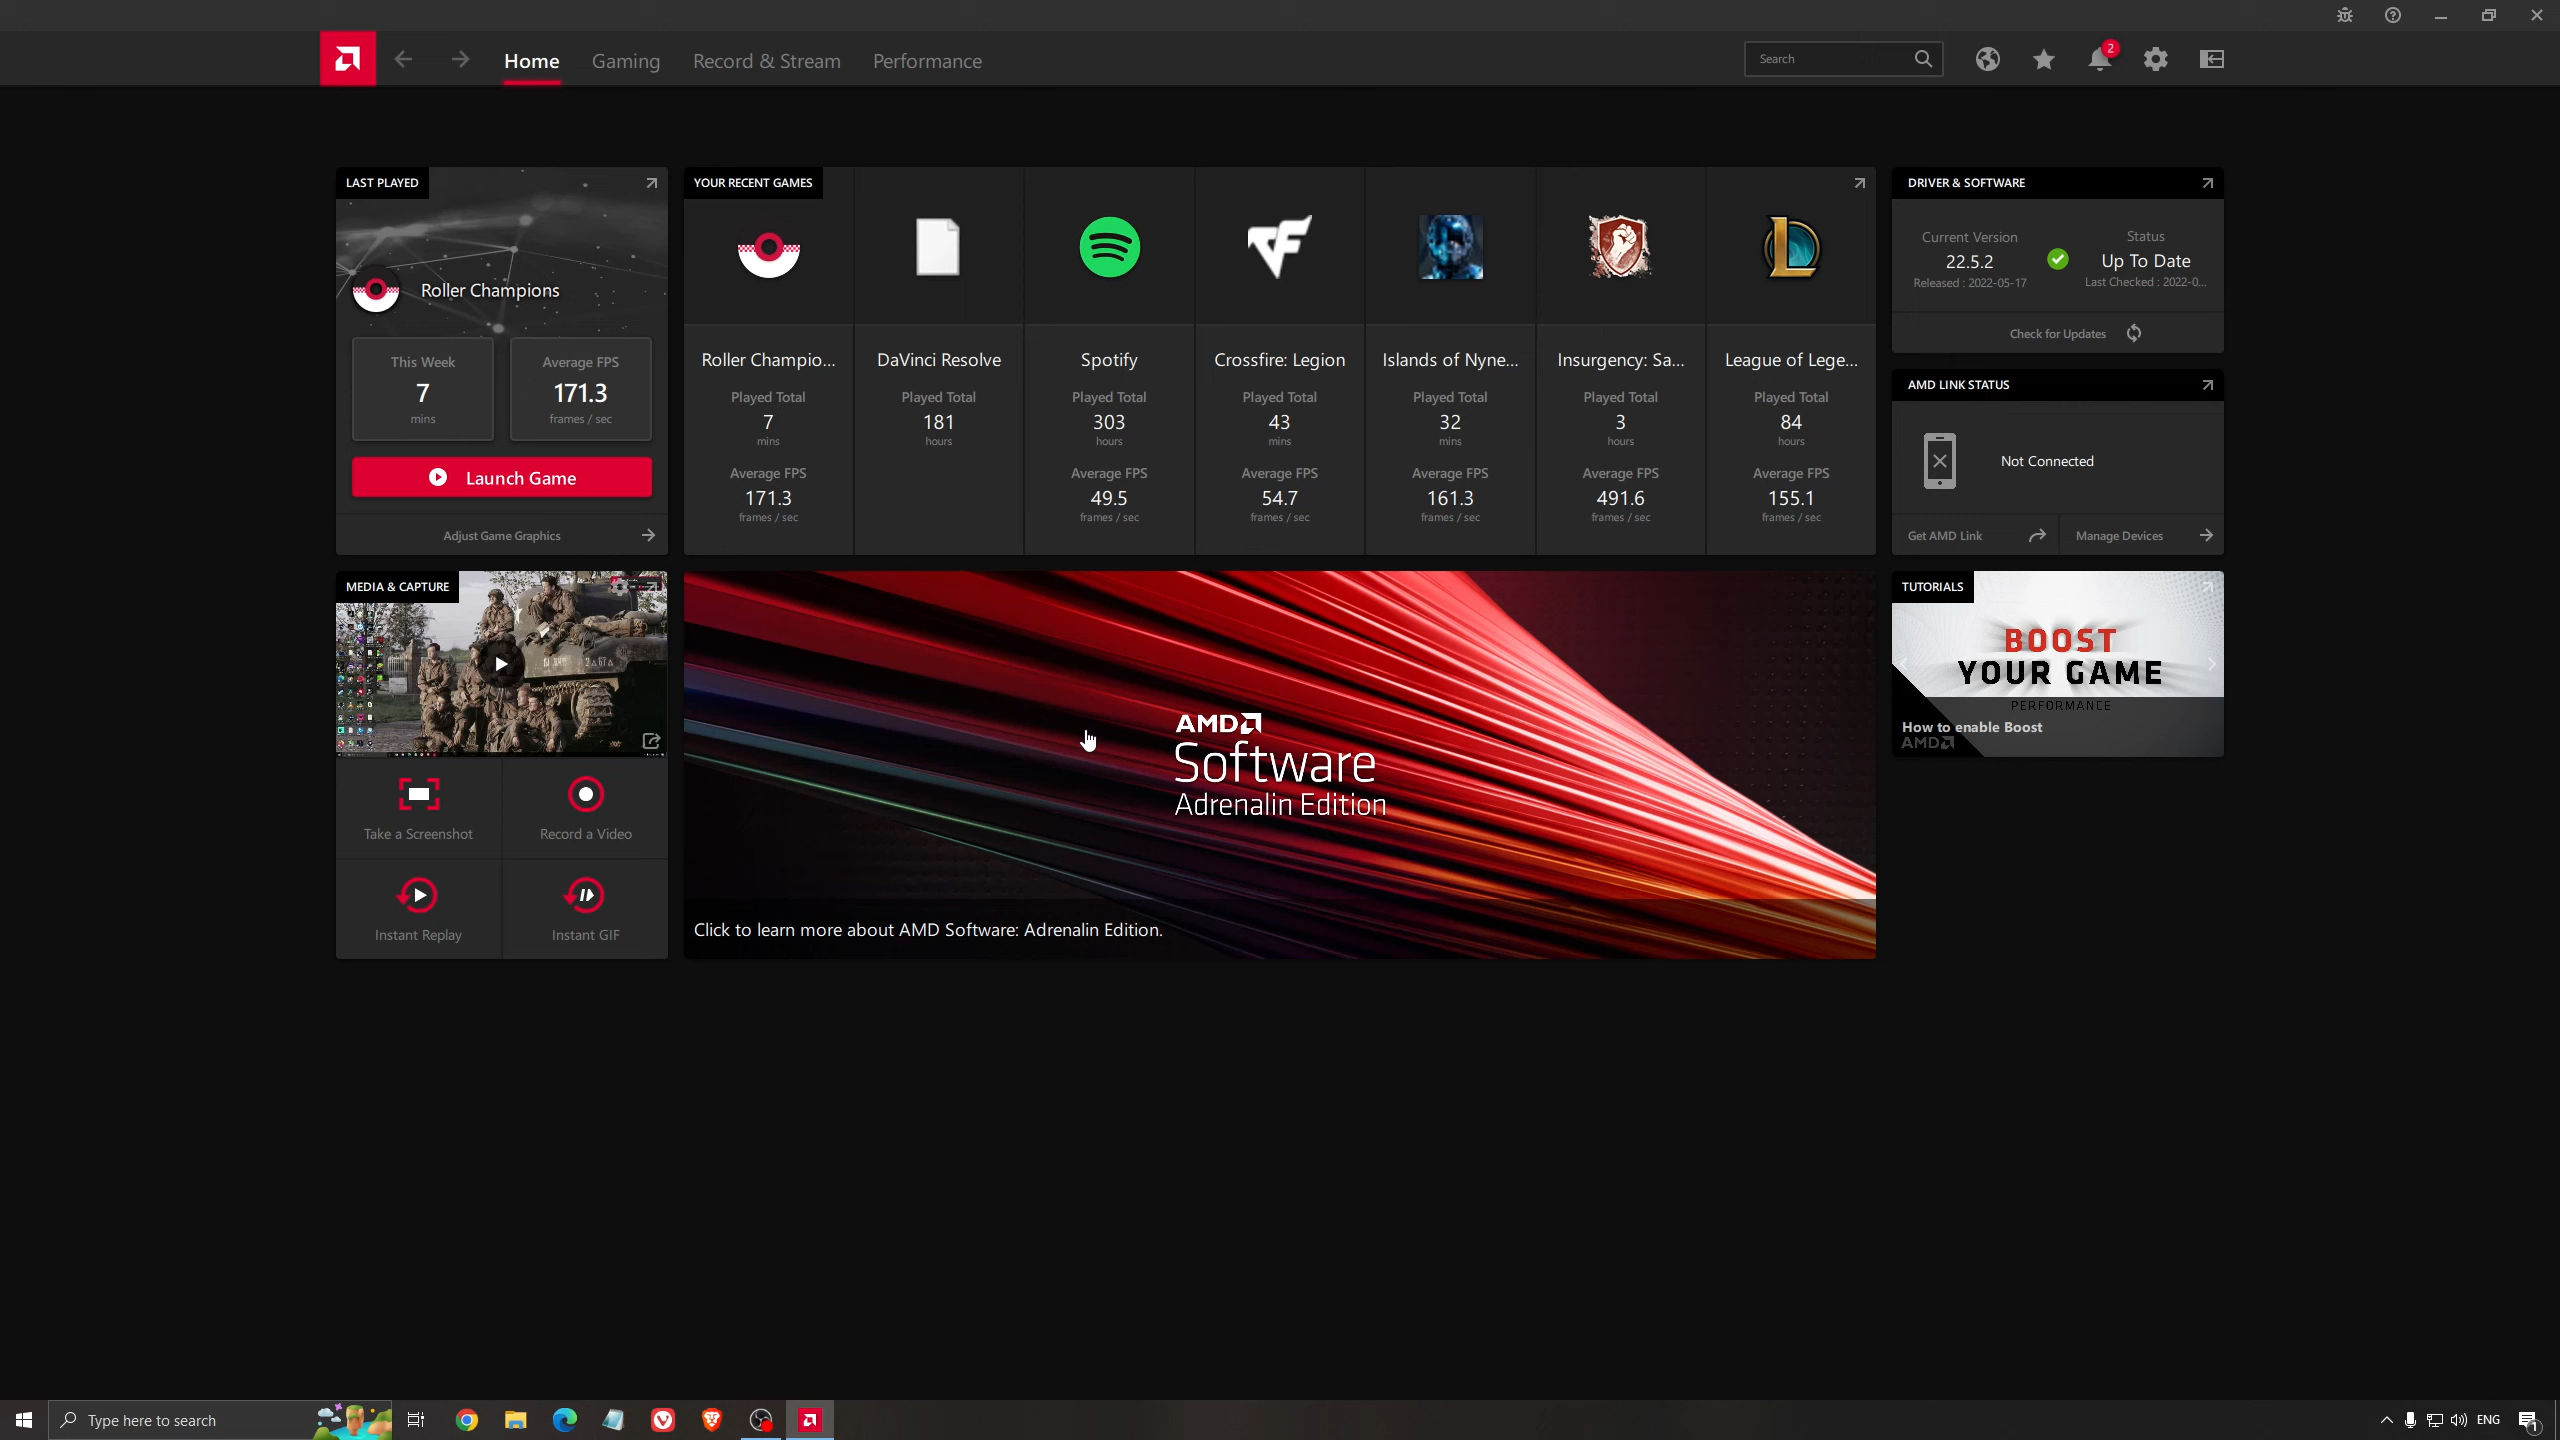 Home
Gaming
Record & Stream
Performance
Search
2
LAST PLAYED
Roller Champions
This Week
7
mins
Average FPS
171.3
frames / sec
Launch Game
Adjust Game Graphics
YOUR RECENT GAMES
Roller Champio...
Played Total
7
mins
Average FPS
171.3
frames / sec
DaVinci Resolve
Played Total
181
hours
Spotify
Played Total
303
hours
Average FPS
49.5
frames / sec
Crossfire: Legion
Played Total
43
mins
Average FPS
54.7
frames / sec
Islands of Nyne...
Played Total
32
mins
Average FPS
161.3
frames / sec
Insurgency: Sa...
Played Total
3
hours
Average FPS
491.6
frames / sec
League of Lege...
Played Total
84
hours
Average FPS
155.1
frames / sec
DRIVER & SOFTWARE
Current Version
22.5.2
Released : 2022-05-17
Status
Up To Date
Last Checked : 2022-0...
Check for Updates
AMD LINK STATUS
Not Connected
Get AMD Link
Manage Devices
MEDIA & CAPTURE
Take a Screenshot
Record a Video
Instant Replay
Instant GIF
AMD
Software
Adrenalin Edition
Click to learn more about AMD Software: Adrenalin Edition.
TUTORIALS
BOOST
YOUR GAME
PERFORMANCE
How to enable Boost
AMD
Type here to search
ENG
1